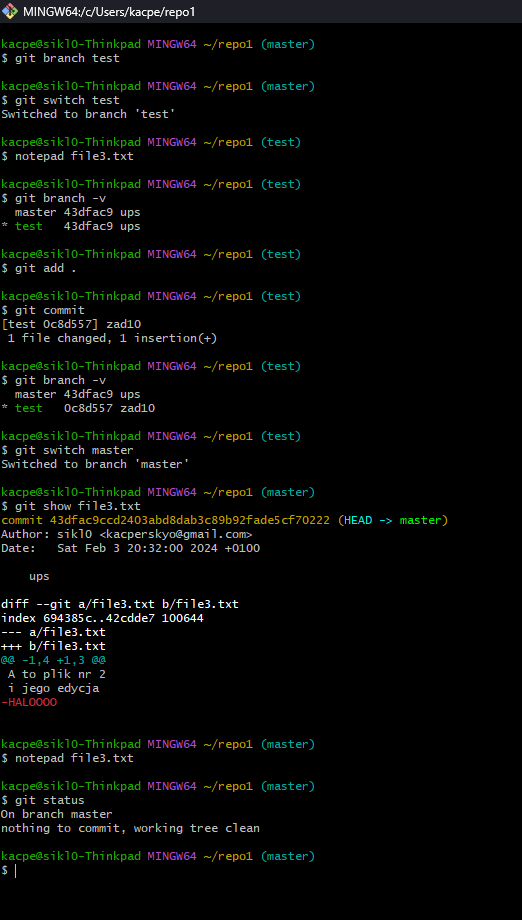 MINGW64:/c/Users/kacpe/repo1
kacpe@sikl0-Thinkpad MINGW64 ~/repo1 (master)
$ git branch test
kacpe@sikl0-Thinkpad MINGW64 ~/repo1 (master)
$ git switch test
Switched to branch 'test'
kacpe@sikl0-Thinkpad MINGW64 ~/repo1 (test)
$ notepad file3.txt
kacpe@sikl0-Thinkpad MINGW64 ~/repo1 (test)
$ git branch -v
  master 43dfac9 ups
* test   43dfac9 ups
kacpe@sikl0-Thinkpad MINGW64 ~/repo1 (test)
$ git add .
kacpe@sikl0-Thinkpad MINGW64 ~/repo1 (test)
$ git commit
[test 0c8d557] zad10
 1 file changed, 1 insertion(+)
kacpe@sikl0-Thinkpad MINGW64 ~/repo1 (test)
$ git branch -v
  master 43dfac9 ups
* test   0c8d557 zad10
kacpe@sikl0-Thinkpad MINGW64 ~/repo1 (test)
$ git switch master
Switched to branch 'master'
kacpe@sikl0-Thinkpad MINGW64 ~/repo1 (master)
$ git show file3.txt
commit 43dfac9ccd2403abd8dab3c89b92fade5cf70222 (HEAD -> master)
Author: sikl0 <kacperskyo@gmail.com>
Date:   Sat Feb 3 20:32:00 2024 +0100
    ups
diff --git a/file3.txt b/file3.txt
index 694385c..42cdde7 100644
--- a/file3.txt
+++ b/file3.txt
@@ -1,4 +1,3 @@
 A to plik nr 2
 i jego edycja
-HALOOOO
kacpe@sikl0-Thinkpad MINGW64 ~/repo1 (master)
$ notepad file3.txt
kacpe@sikl0-Thinkpad MINGW64 ~/repo1 (master)
$ git status
On branch master
nothing to commit, working tree clean
kacpe@sikl0-Thinkpad MINGW64 ~/repo1 (master)
$